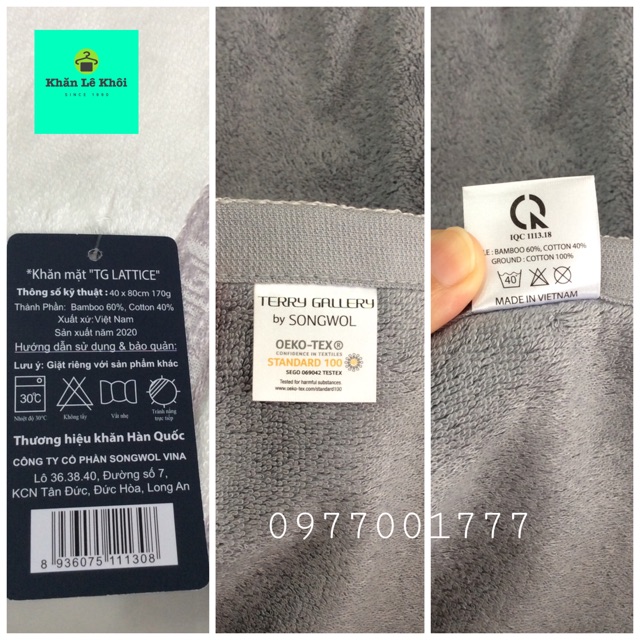 Khăn Lê Khôi
SINCE 1988
*Khăn mặt "TG LATTICE"
Thông số kỹ thuật : 40 x 80cm 170g
Thành Phần: Bamboo 60%, Cotton 40%
Xuất xứ:Việt Nam
Sản xuất năm 2020
Hướng dẫn sử dụng & bảo quản:
Lưu ý: Giặt riêng với sản phẩm khác
30°C
Nhiệt độ 30°C Không tẩy Vắt nhẹ Tránh nắng trực tiếp
Thương hiệu khăn Hàn Quốc
CÔNG TY CỔ PHẦN SONGWOL VINA
Lô 36.38.40, Đường số 7,
KCN Tân Đức, Đức Hòa, Long An
8 936075 111308
TERRY GALLERY
by SONGWOL
OEKO-TEX®
CONFIDENCE IN TEXTILES
STANDARD 100
SEGO 069042 TESTEX
Tested for harmful substances
www.oeko-tex.com/standard100
IQC 1113.18
LE : BAMBOO 60%, COTTON 40%
GROUND : COTTON 100%
40
MADE IN VIETNAM
0977001777